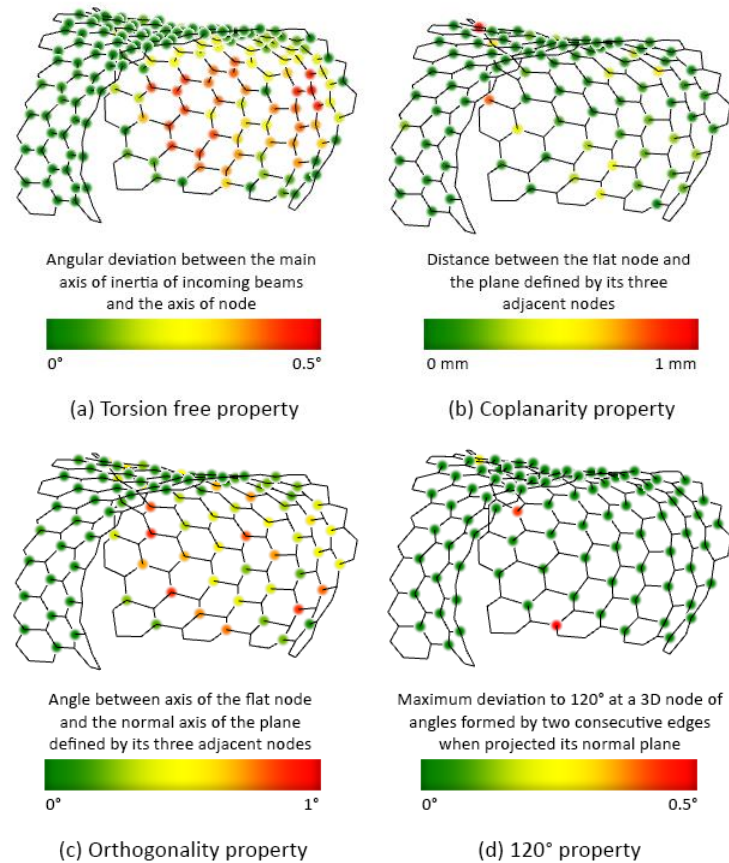 Angular deviation between the main
axis of inertia of incoming beams
and the axis of node
0°
0.5°
(a) Torsion free property
Distance between the flat node and
the plane defined by its three
adjacent nodes
0 mm
1 mm
(b) Coplanarity property
Angle between axis of the flat node
and the normal axis of the plane
defined by its three adjacent nodes
0°
1°
(c) Orthogonality property
Maximum deviation to 120° at a 3D node of
angles formed by two consecutive edges
when projected its normal plane
0°
0.5°
(d) 120° property